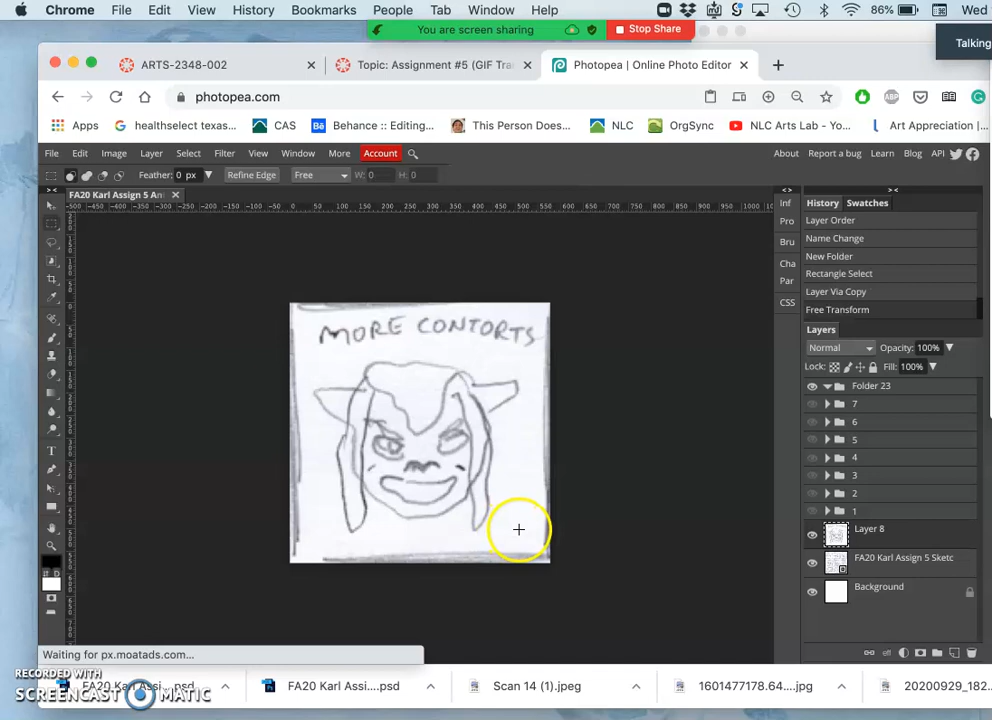 Chrome File Edit View History Bookmarks People Tab Window Help 86% Wed
You are screen sharing Stop Share
Talking
ARTS-2348-002 Topic: Assignment #5 (GIF Tra Photopea | Online Photo Editor
photopea.com
Apps healthselect texas... CAS Behance :: Editing... This Person Does... NLC OrgSync NLC Arts Lab - Yo... Art Appreciation |...
File Edit Image Layer Select Filter View Window More Account About Report a bug Learn Blog API
Feather: 0 px Refine Edge Free W: 0 H: 0
FA20 Karl Assign 5 Ani
Inf
Pro
Bru
Cha
Par
CSS
History Swatches
Layer Order
Name Change
New Folder
Rectangle Select
Layer Via Copy
Free Transform
Layers
Normal Opacity: 100%
Lock: Fill: 100%
Folder 23
7
6
5
4
3
2
1
Layer 8
FA20 Karl Assign 5 Sketc
Background
MORE CONTORTS
Waiting for px.moatads.com...
FA20 Karl Assi....psd FA20 Karl Assi....psd Scan 14 (1).jpeg 1601477178.64....jpg 20200929_182
RECORDED WITH
SCREENCAST MATIC